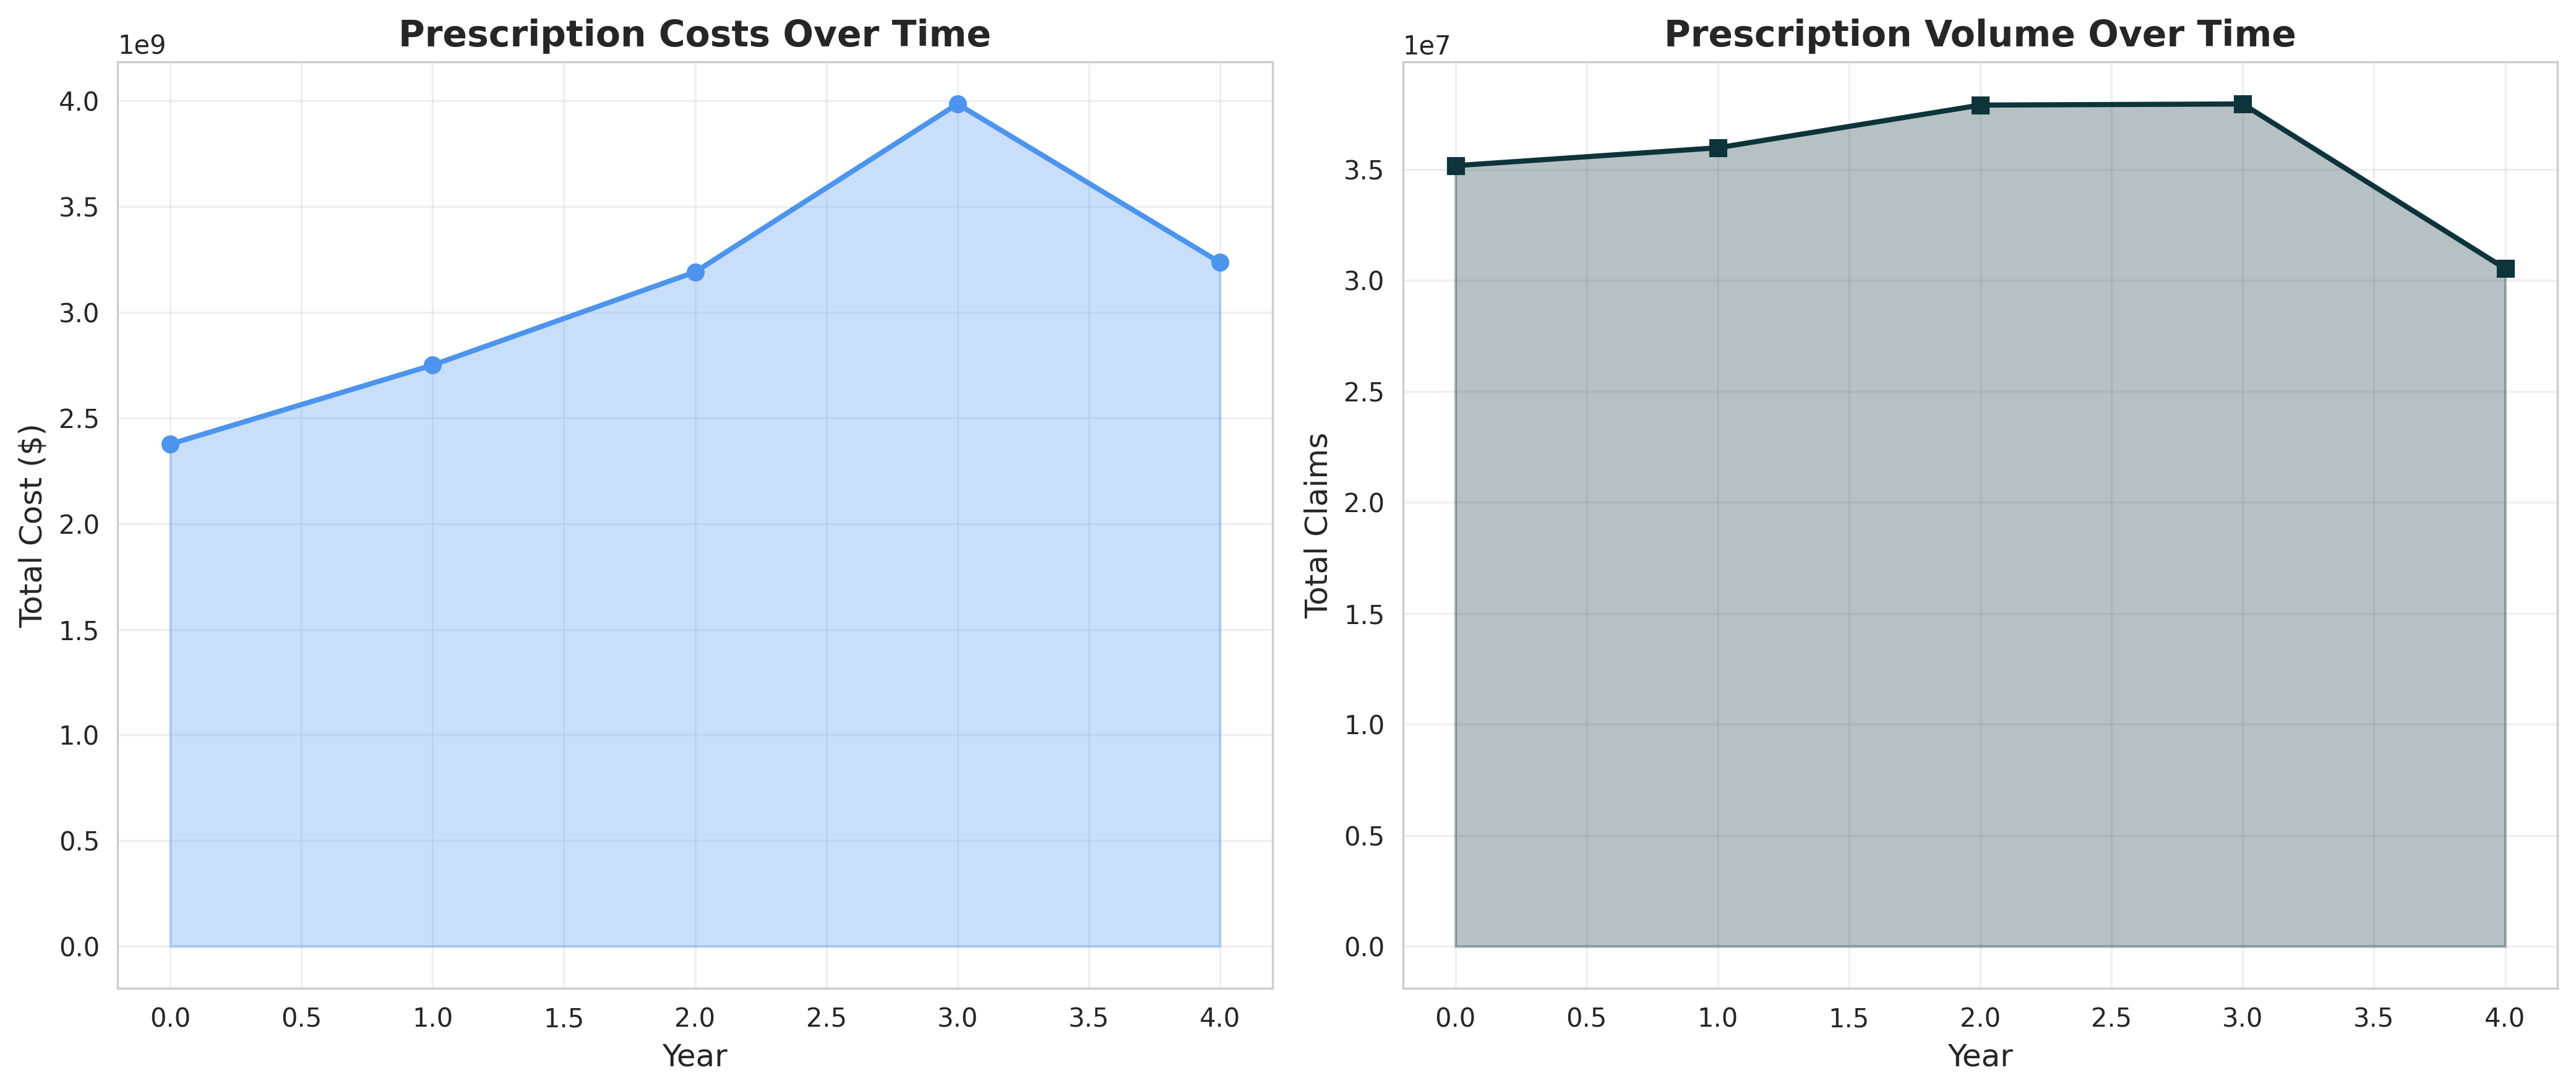 Prescription Costs Over Time
1e9
4.0
3.5
3.0
2.5
2.0
1.5
1.0
0.5
0.0
Total Cost ($)
0.0 0.5 1.0 1.5 2.0 2.5 3.0 3.5 4.0
Year
Prescription Volume Over Time
1e7
3.5
3.0
2.5
2.0
1.5
1.0
0.5
0.0
Total Claims
0.0 0.5 1.0 1.5 2.0 2.5 3.0 3.5 4.0
Year